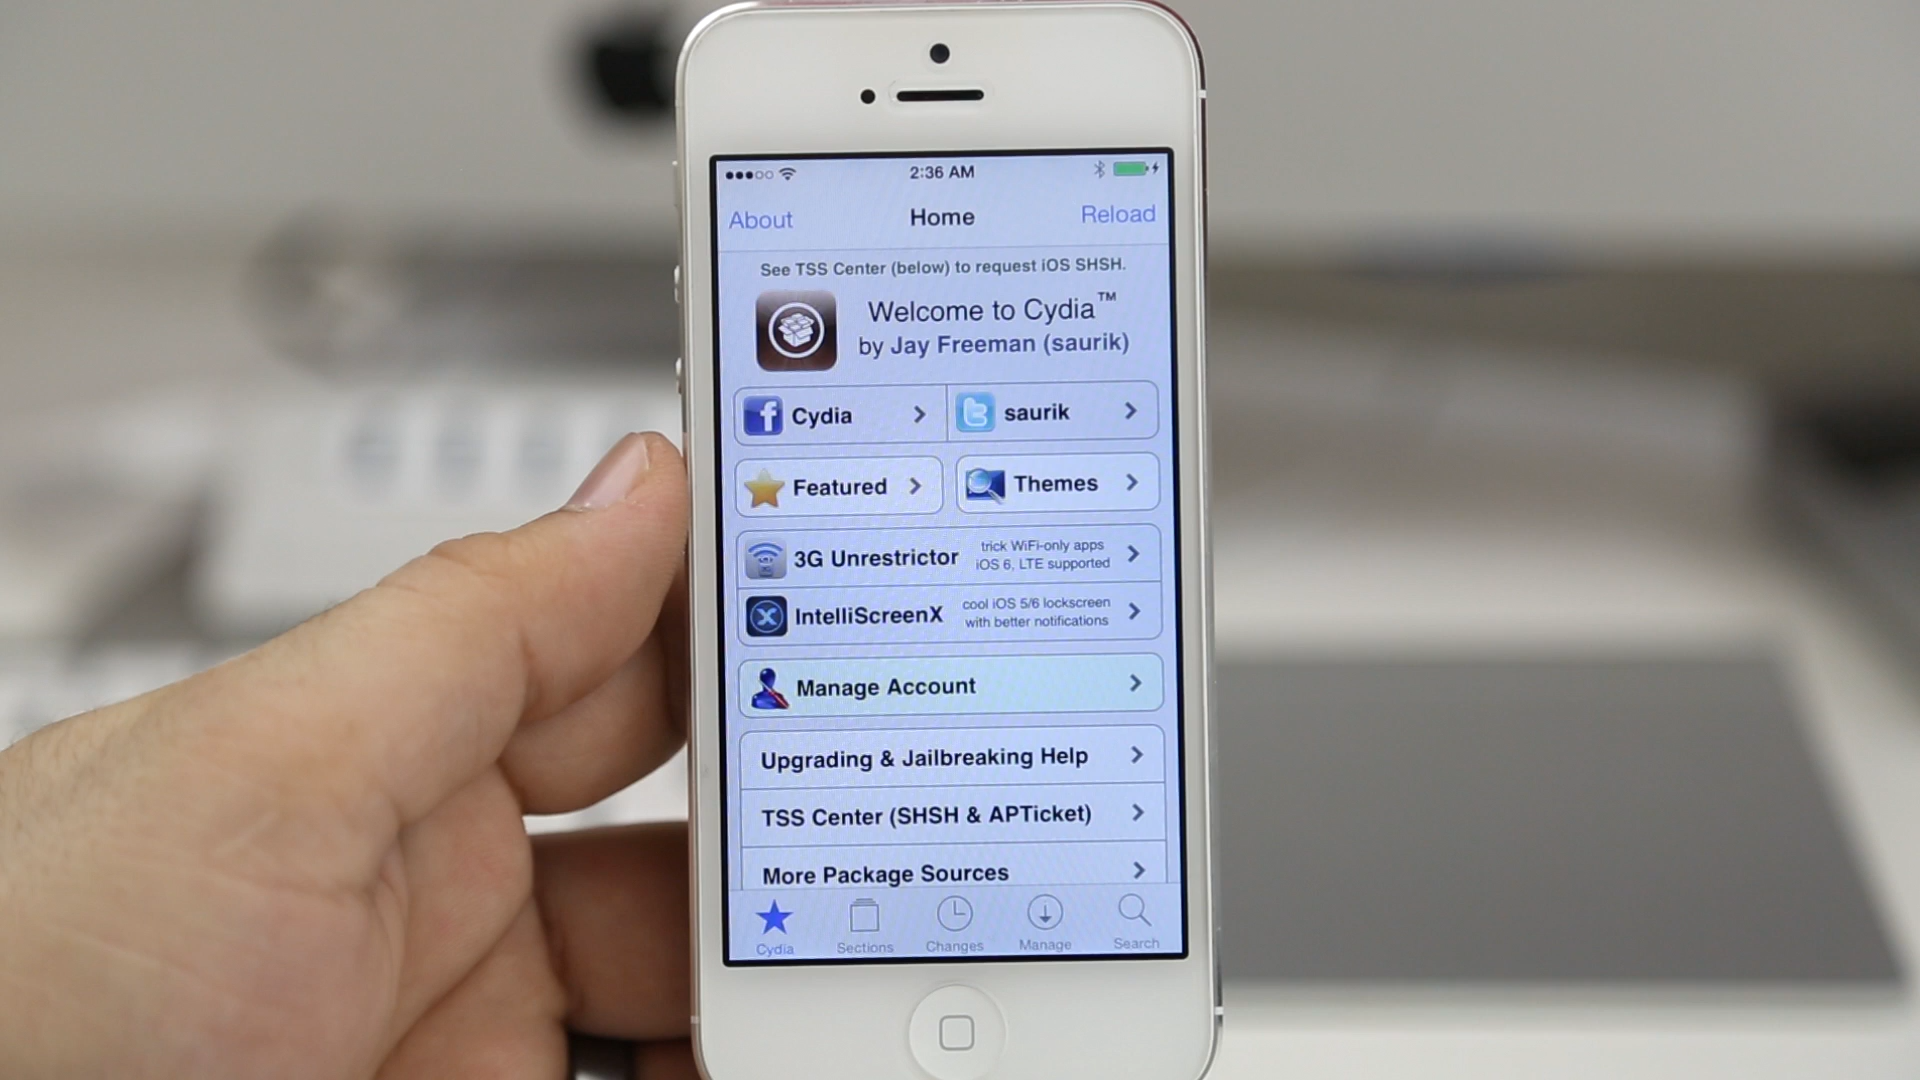 2:36 AM
About Home Reload
See TSS Center (below) to request iOS SHSH.
Welcome to Cydia™
by Jay Freeman (saurik)
Cydia
saurik
Featured
Themes
3G Unrestrictor
trick WiFi-only apps
iOS 6, LTE supported
IntelliScreenX
cool iOS 5/6 lockscreen
with better notifications
Manage Account
Upgrading & Jailbreaking Help
TSS Center (SHSH & APTicket)
More Package Sources
Cydia Sections Changes Manage Search